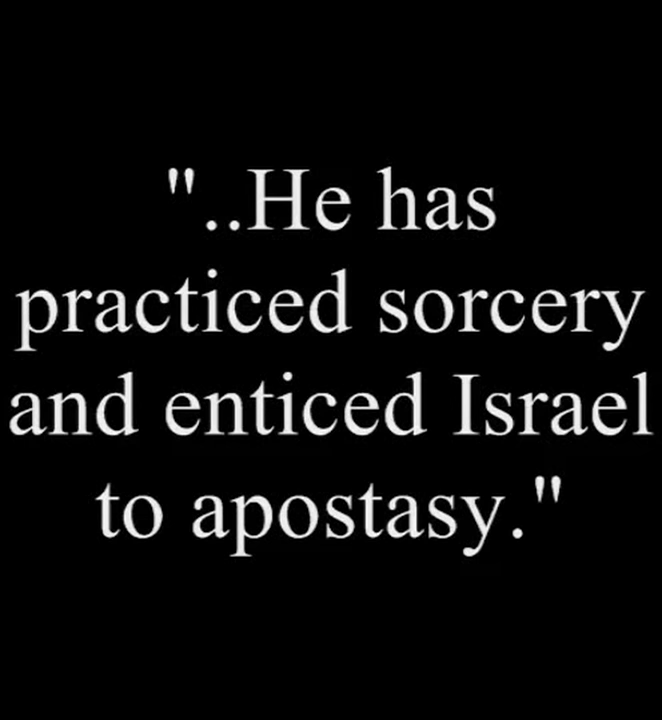 "..He has
practiced sorcery
and enticed Israel
to apostasy."